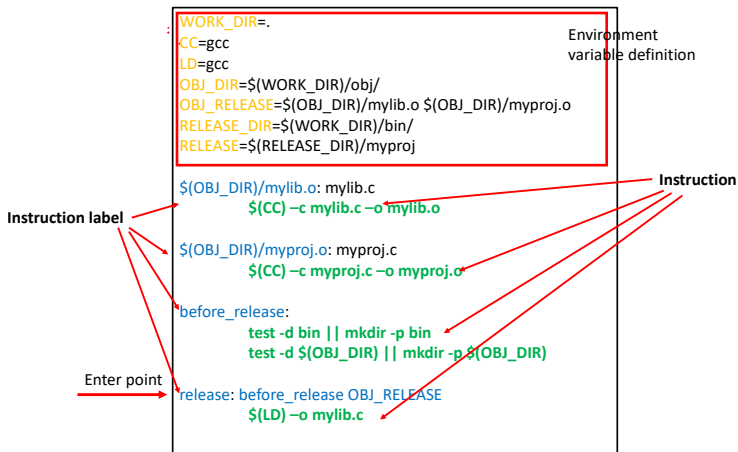 WORK_DIR=.
:
CC=gcc
LD=gcc
OBJ_DIR=$(WORK_DIR)/obj/
OBJ_RELEASE=$(OBJ_DIR)/mylib.o $(OBJ_DIR)/myproj.o
RELEASE_DIR=$(WORK_DIR)/bin/
RELEASE=$(RELEASE_DIR)/myproj
Environment
variable definition
$(OBJ_DIR)/mylib.o: mylib.c
$(CC) –c mylib.c –o mylib.o
Instruction
Instruction label
$(OBJ_DIR)/myproj.o: myproj.c
$(CC) –c myproj.c –o myproj.o
before_release:
test -d bin || mkdir -p bin
test -d $(OBJ_DIR) || mkdir -p $(OBJ_DIR)
Enter point
release: before_release OBJ_RELEASE
$(LD) –o mylib.c